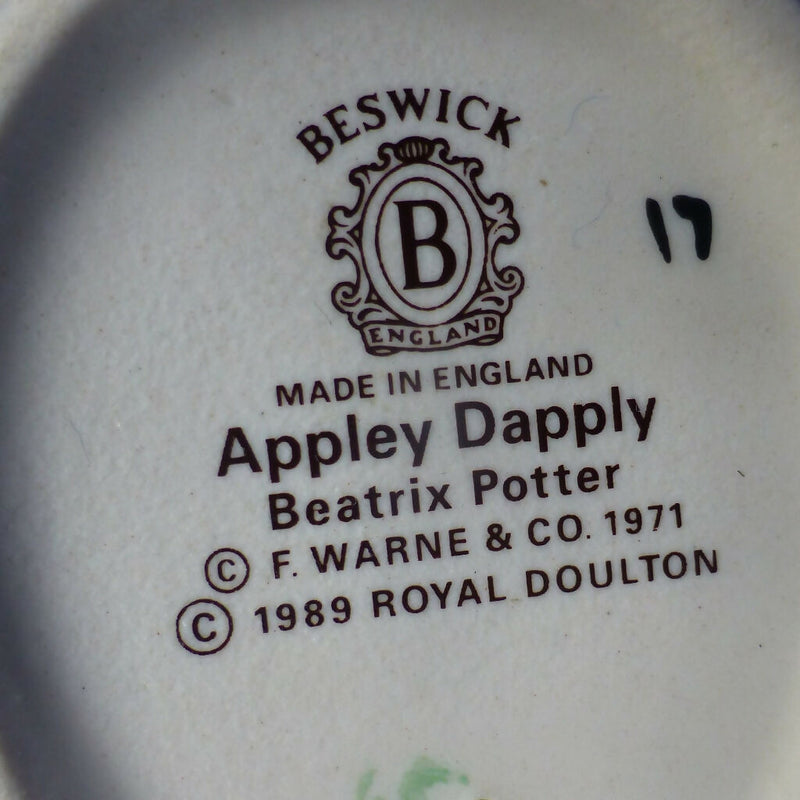 BESWICK
B
ENGLAND
17
MADE IN ENGLAND
Appley Dapply
Beatrix Potter
© F. WARNE & CO. 1971
© 1989 ROYAL DOULTON